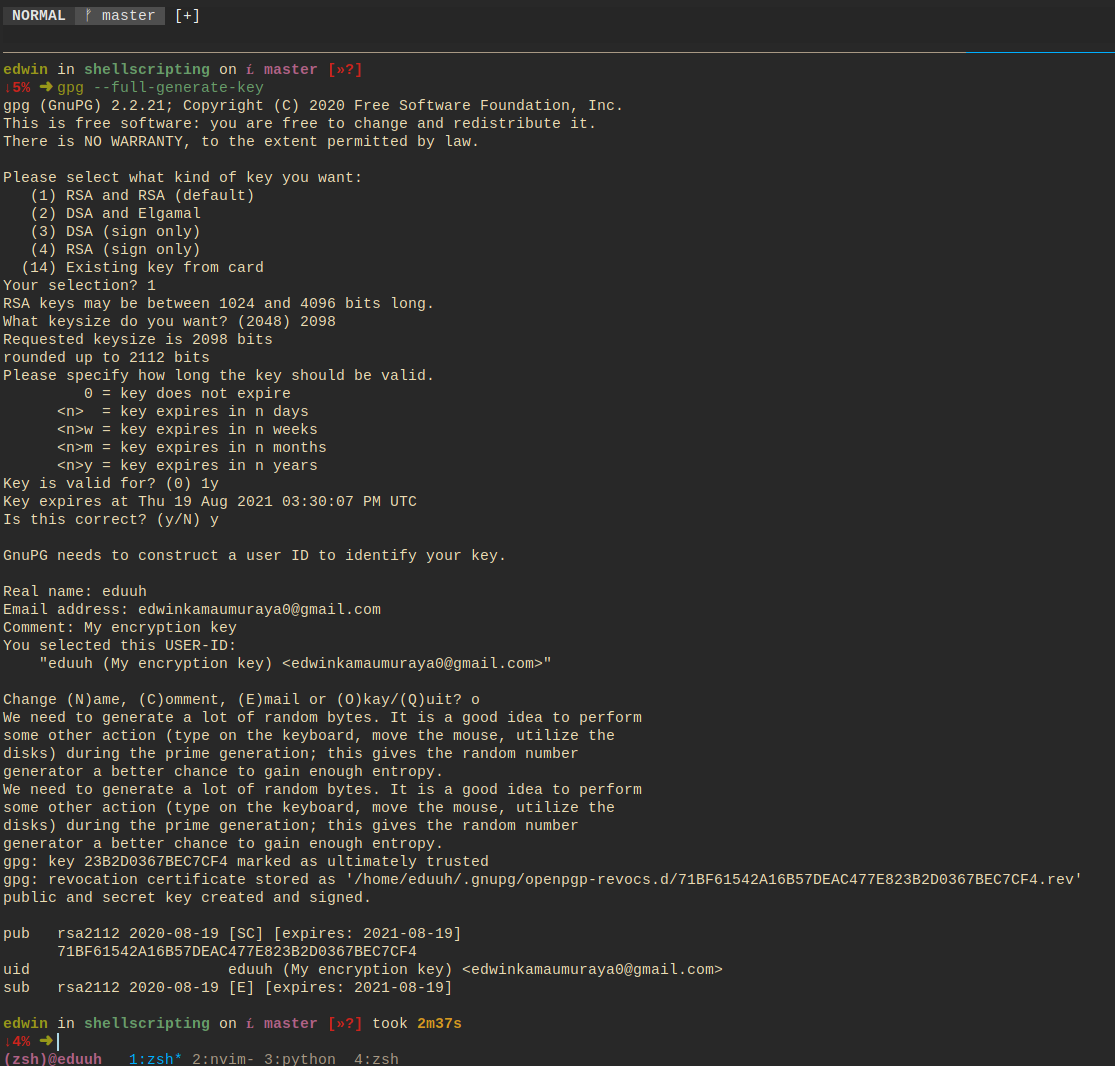 NORMAL ᚠ master [+]
edwin in shellscripting on master [»?]
↓5% ➜ gpg --full-generate-key
gpg (GnuPG) 2.2.21; Copyright (C) 2020 Free Software Foundation, Inc.
This is free software: you are free to change and redistribute it.
There is NO WARRANTY, to the extent permitted by law.

Please select what kind of key you want:
   (1) RSA and RSA (default)
   (2) DSA and Elgamal
   (3) DSA (sign only)
   (4) RSA (sign only)
  (14) Existing key from card
Your selection? 1
RSA keys may be between 1024 and 4096 bits long.
What keysize do you want? (2048) 2098
Requested keysize is 2098 bits
rounded up to 2112 bits
Please specify how long the key should be valid.
         0 = key does not expire
      <n>  = key expires in n days
      <n>w = key expires in n weeks
      <n>m = key expires in n months
      <n>y = key expires in n years
Key is valid for? (0) 1y
Key expires at Thu 19 Aug 2021 03:30:07 PM UTC
Is this correct? (y/N) y

GnuPG needs to construct a user ID to identify your key.

Real name: eduuh
Email address: edwinkamaumuraya0@gmail.com
Comment: My encryption key
You selected this USER-ID:
    "eduuh (My encryption key) <edwinkamaumuraya0@gmail.com>"

Change (N)ame, (C)omment, (E)mail or (O)kay/(Q)uit? o
We need to generate a lot of random bytes. It is a good idea to perform
some other action (type on the keyboard, move the mouse, utilize the
disks) during the prime generation; this gives the random number
generator a better chance to gain enough entropy.
We need to generate a lot of random bytes. It is a good idea to perform
some other action (type on the keyboard, move the mouse, utilize the
disks) during the prime generation; this gives the random number
generator a better chance to gain enough entropy.
gpg: key 23B2D0367BEC7CF4 marked as ultimately trusted
gpg: revocation certificate stored as '/home/eduuh/.gnupg/openpgp-revocs.d/71BF61542A16B57DEAC477E823B2D0367BEC7CF4.rev'
public and secret key created and signed.

pub   rsa2112 2020-08-19 [SC] [expires: 2021-08-19]
      71BF61542A16B57DEAC477E823B2D0367BEC7CF4
uid                      eduuh (My encryption key) <edwinkamaumuraya0@gmail.com>
sub   rsa2112 2020-08-19 [E] [expires: 2021-08-19]

edwin in shellscripting on master [»?] took 2m37s
↓4% ➜
(zsh)@eduuh   1:zsh* 2:nvim- 3:python  4:zsh